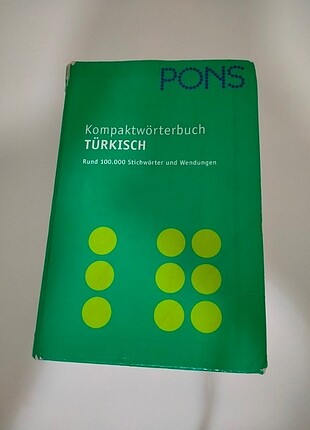 PONS
Kompaktwörterbuch
TÜRKISCH
Rund 100.000 Stichwörter und Wendungen